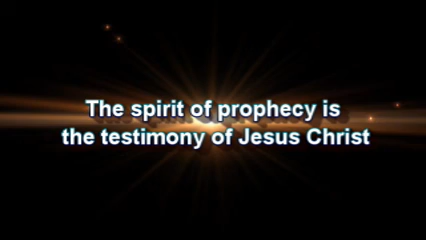 The spirit of prophecy is
the testimony of Jesus Christ